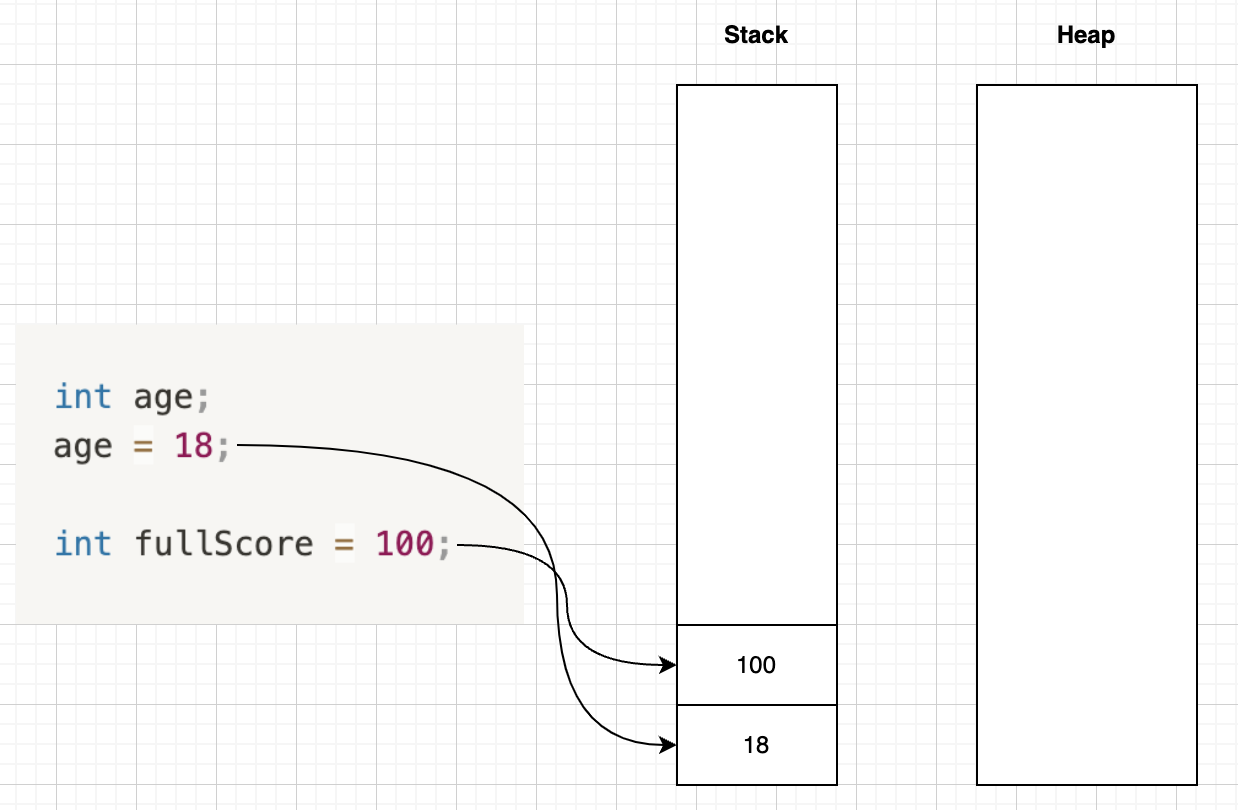 Stack
Heap
int age;
age = 18;
int fullScore = 100;
100
18